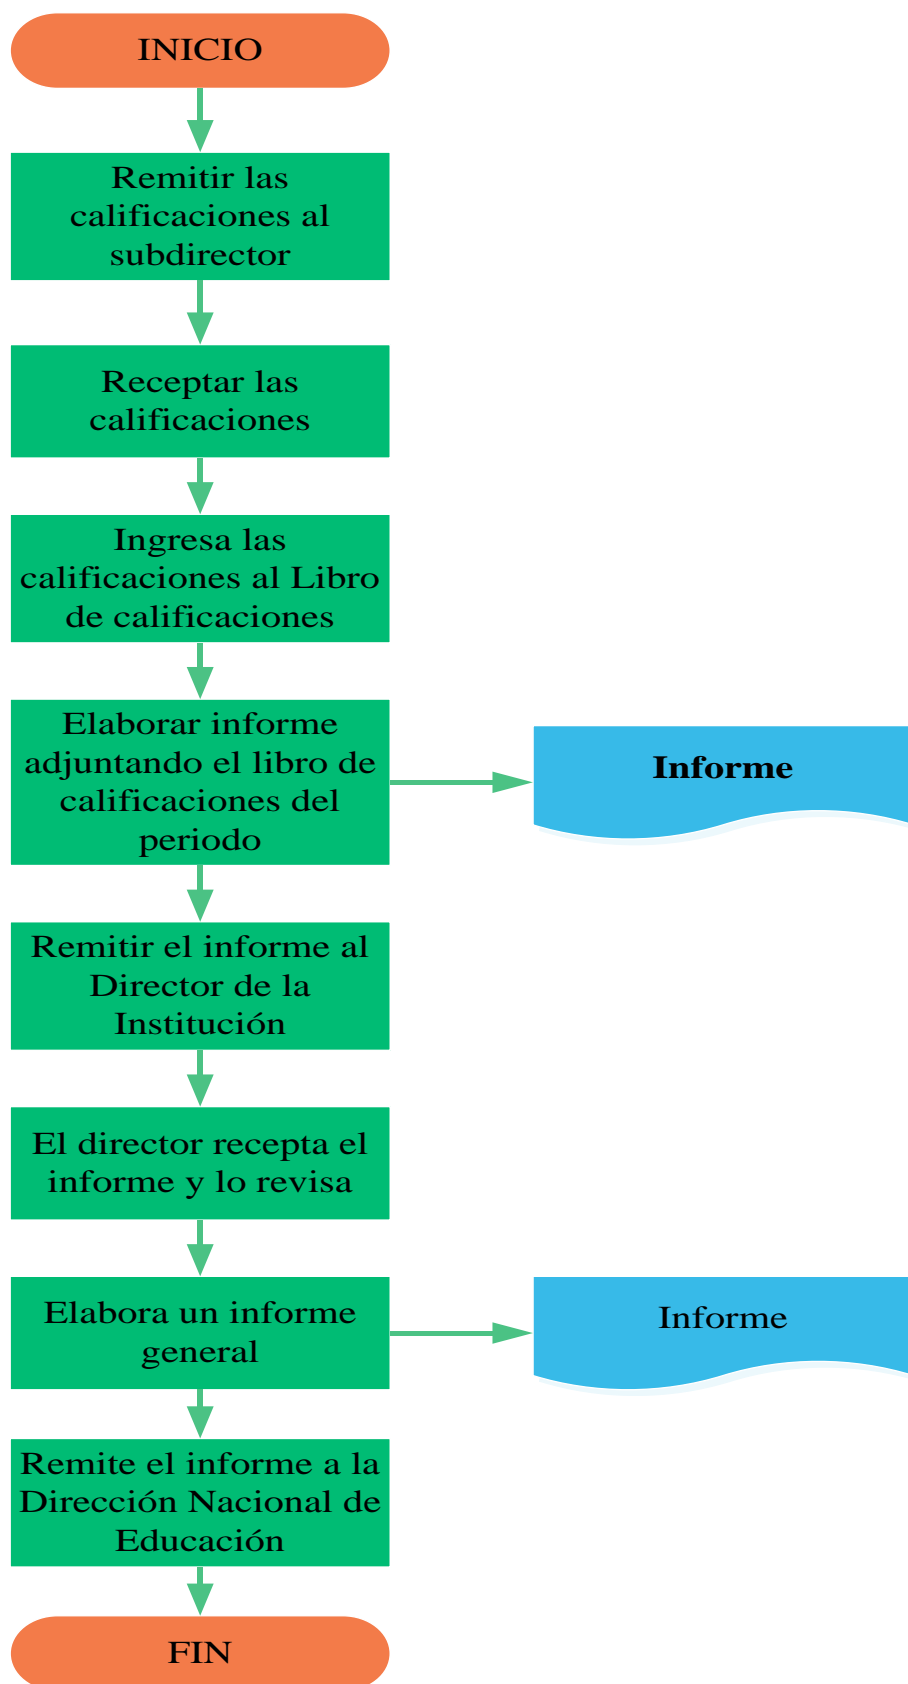 INICIO
Remitir las
calificaciones al
subdirector
Receptar las
calificaciones
Ingresa las
calificaciones al Libro
de calificaciones
Elaborar informe
adjuntando el libro de
calificaciones del
periodo
Informe
Remitir el informe al
Director de la
Institución
El director recepta el
informe y lo revisa
Elabora un informe
general
Informe
Remite el informe a la
Dirección Nacional de
Educación
FIN